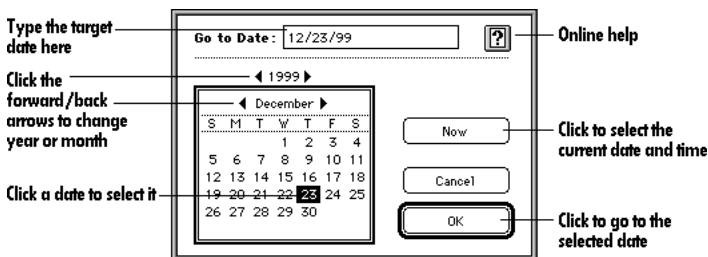 Type the target
date here
Go to Date: 12/23/99
?
Online help
Click the
forward/back
arrows to change
year or month
1999
December
S M T W T F S
1 2 3 4
5 6 7 8 9 10 11
12 13 14 15 16 17 18
19 20 21 22 23 24 25
26 27 28 29 30
Click a date to select it
Now
Click to select the
current date and time
Cancel
OK
Click to go to the
selected date